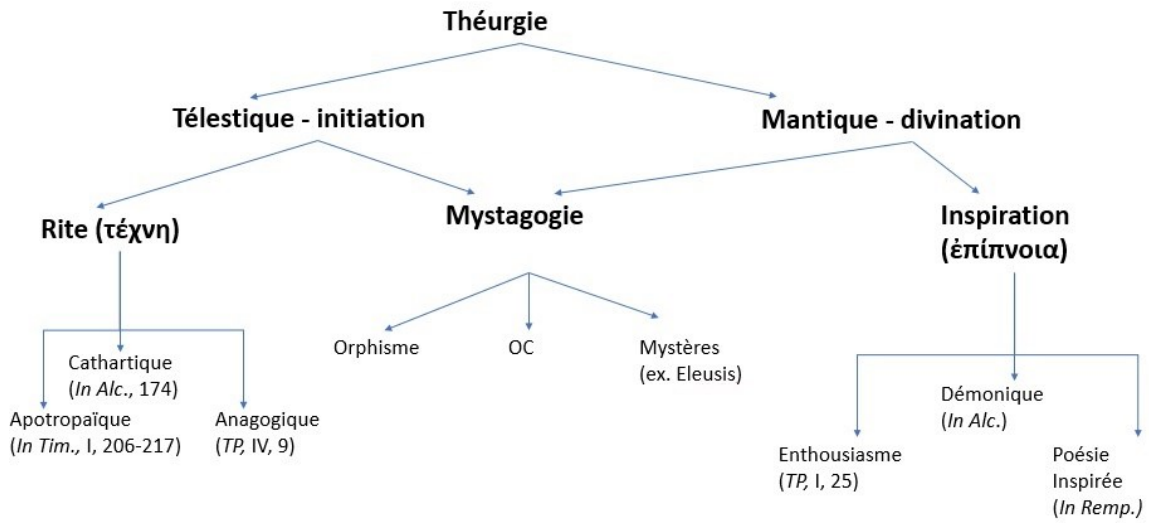 Théurgie
Télestique - initiation
Mantique - divination
Rite (τέχνη)
Mystagogie
Inspiration
(ἐπίπνοια)
Cathartique
(In Alc., 174)
Apotropaïque
(In Tim., I, 206-217)
Anagogique
(TP, IV, 9)
Orphisme
OC
Mystères
(ex. Eleusis)
Démonique
(In Alc.)
Enthousiasme
(TP, I, 25)
Poésie
Inspirée
(In Remp.)